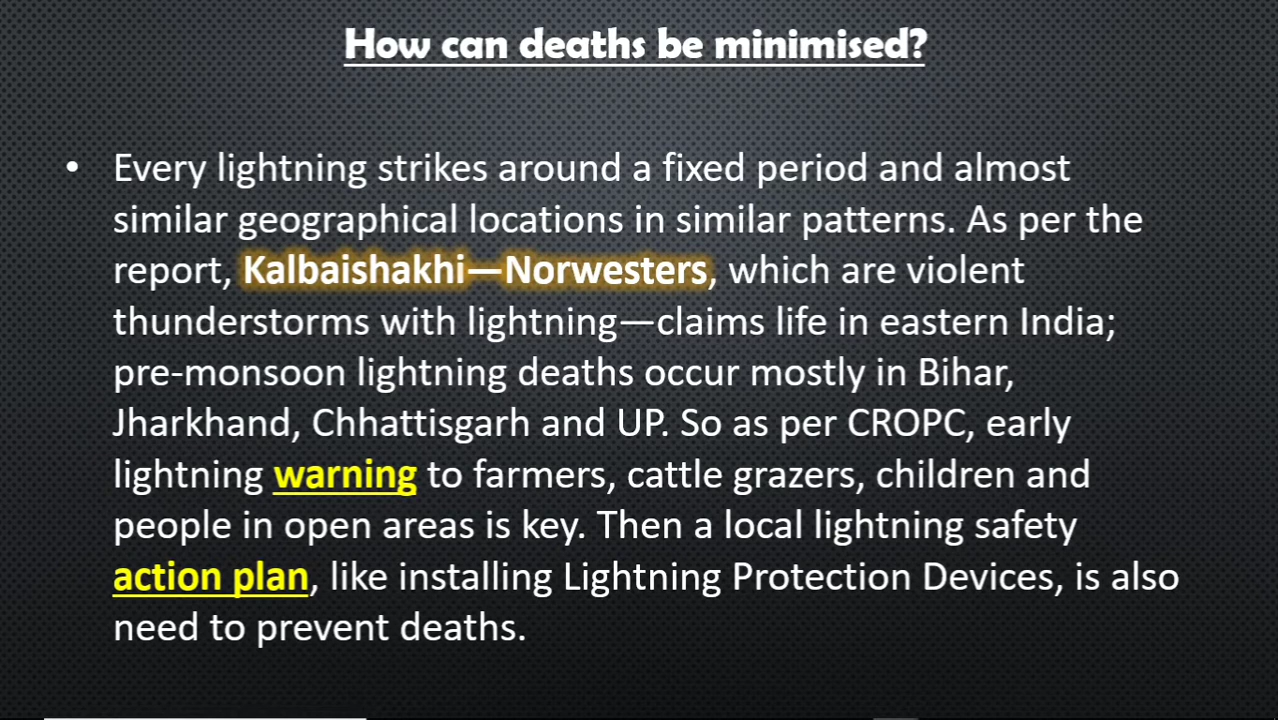 How can deaths be minimised?
• Every lightning strikes around a fixed period and almost
similar geographical locations in similar patterns. As per the
report, Kalbaishakhi—Norwesters, which are violent
thunderstorms with lightning—claims life in eastern India;
pre-monsoon lightning deaths occur mostly in Bihar,
Jharkhand, Chhattisgarh and UP. So as per CROPC, early
lightning warning to farmers, cattle grazers, children and
people in open areas is key. Then a local lightning safety
action plan, like installing Lightning Protection Devices, is also
need to prevent deaths.